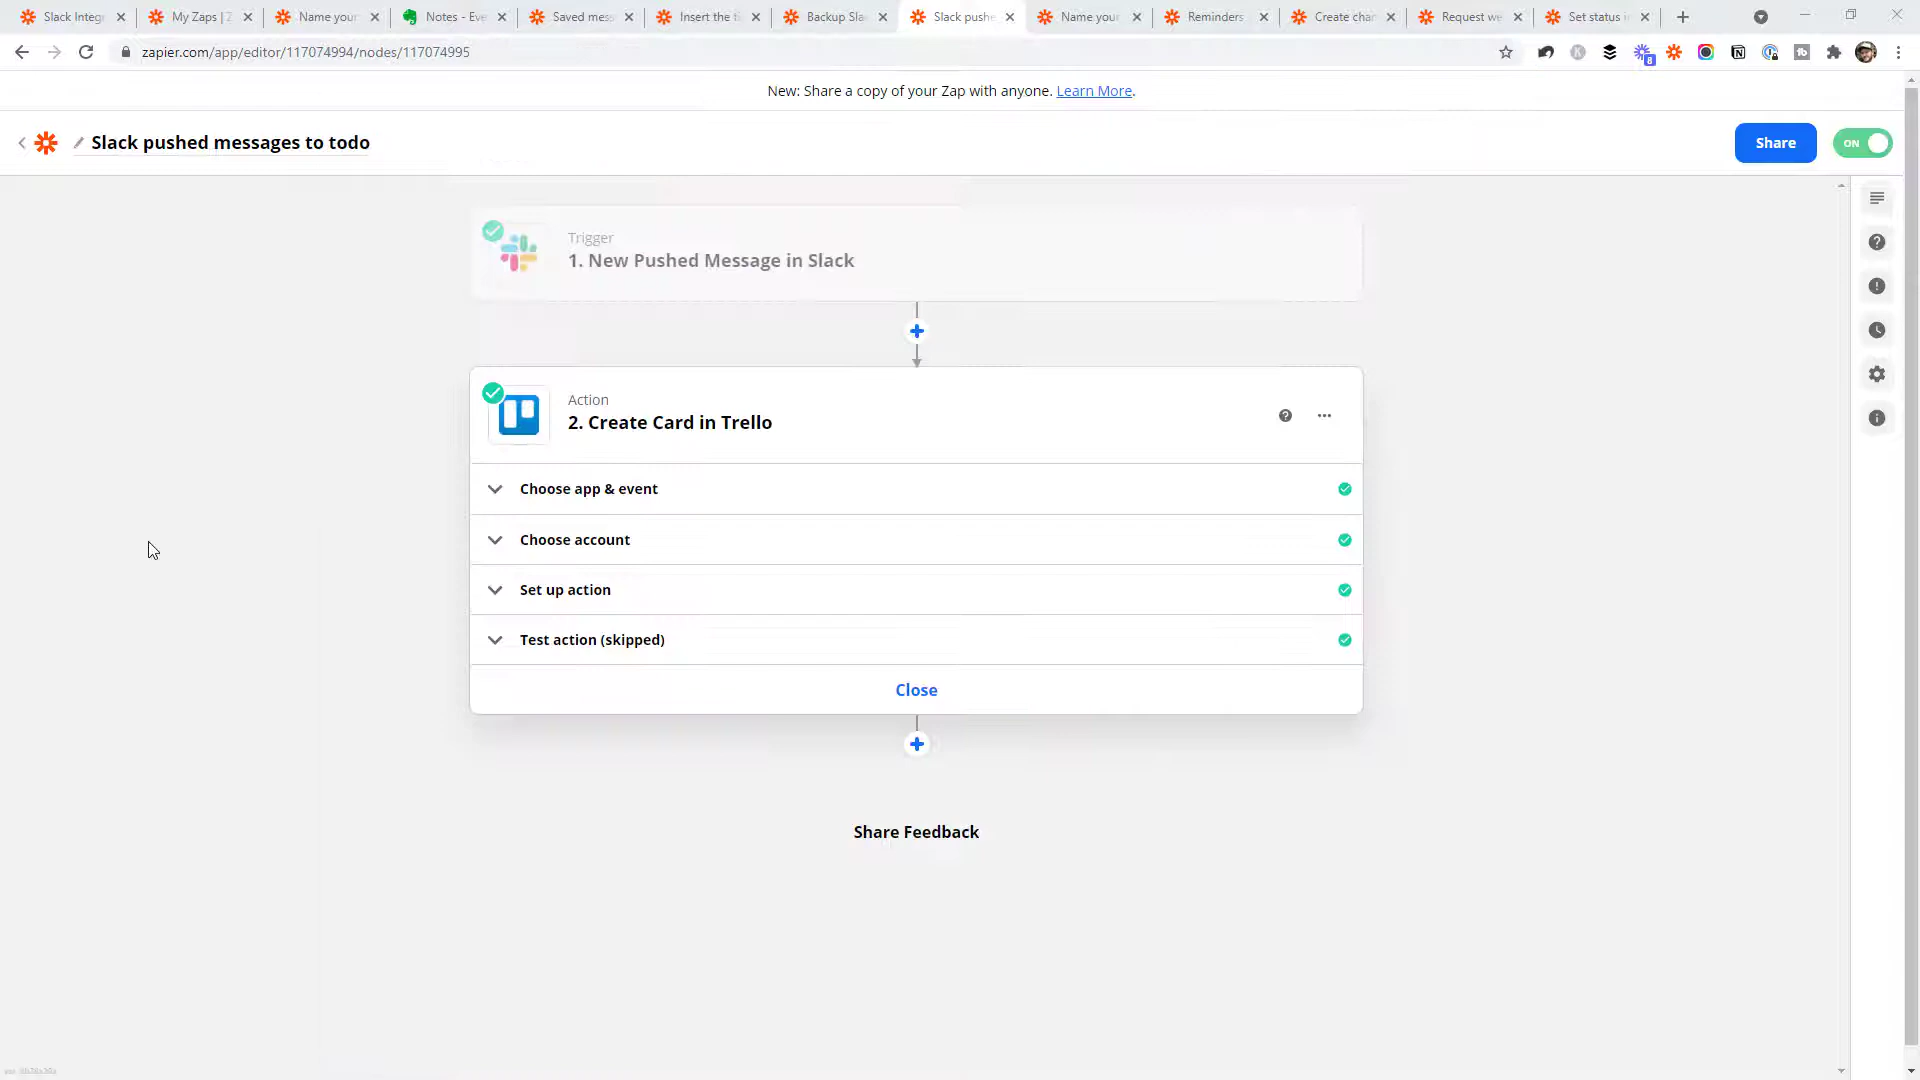 Slack Integ
My Zaps | Z
Name your
Notes - Eve
Saved mess
Insert the t
Backup Sla
Slack pushe
Name your
Reminders
Create chan
Request we
Set status i
zapier.com/app/editor/117074994/nodes/117074995
8
New: Share a copy of your Zap with anyone. Learn More.
Slack pushed messages to todo
Share
ON
Trigger
1. New Pushed Message in Slack
Action
2. Create Card in Trello
Choose app & event
Choose account
Set up action
Test action (skipped)
Close
Share Feedback